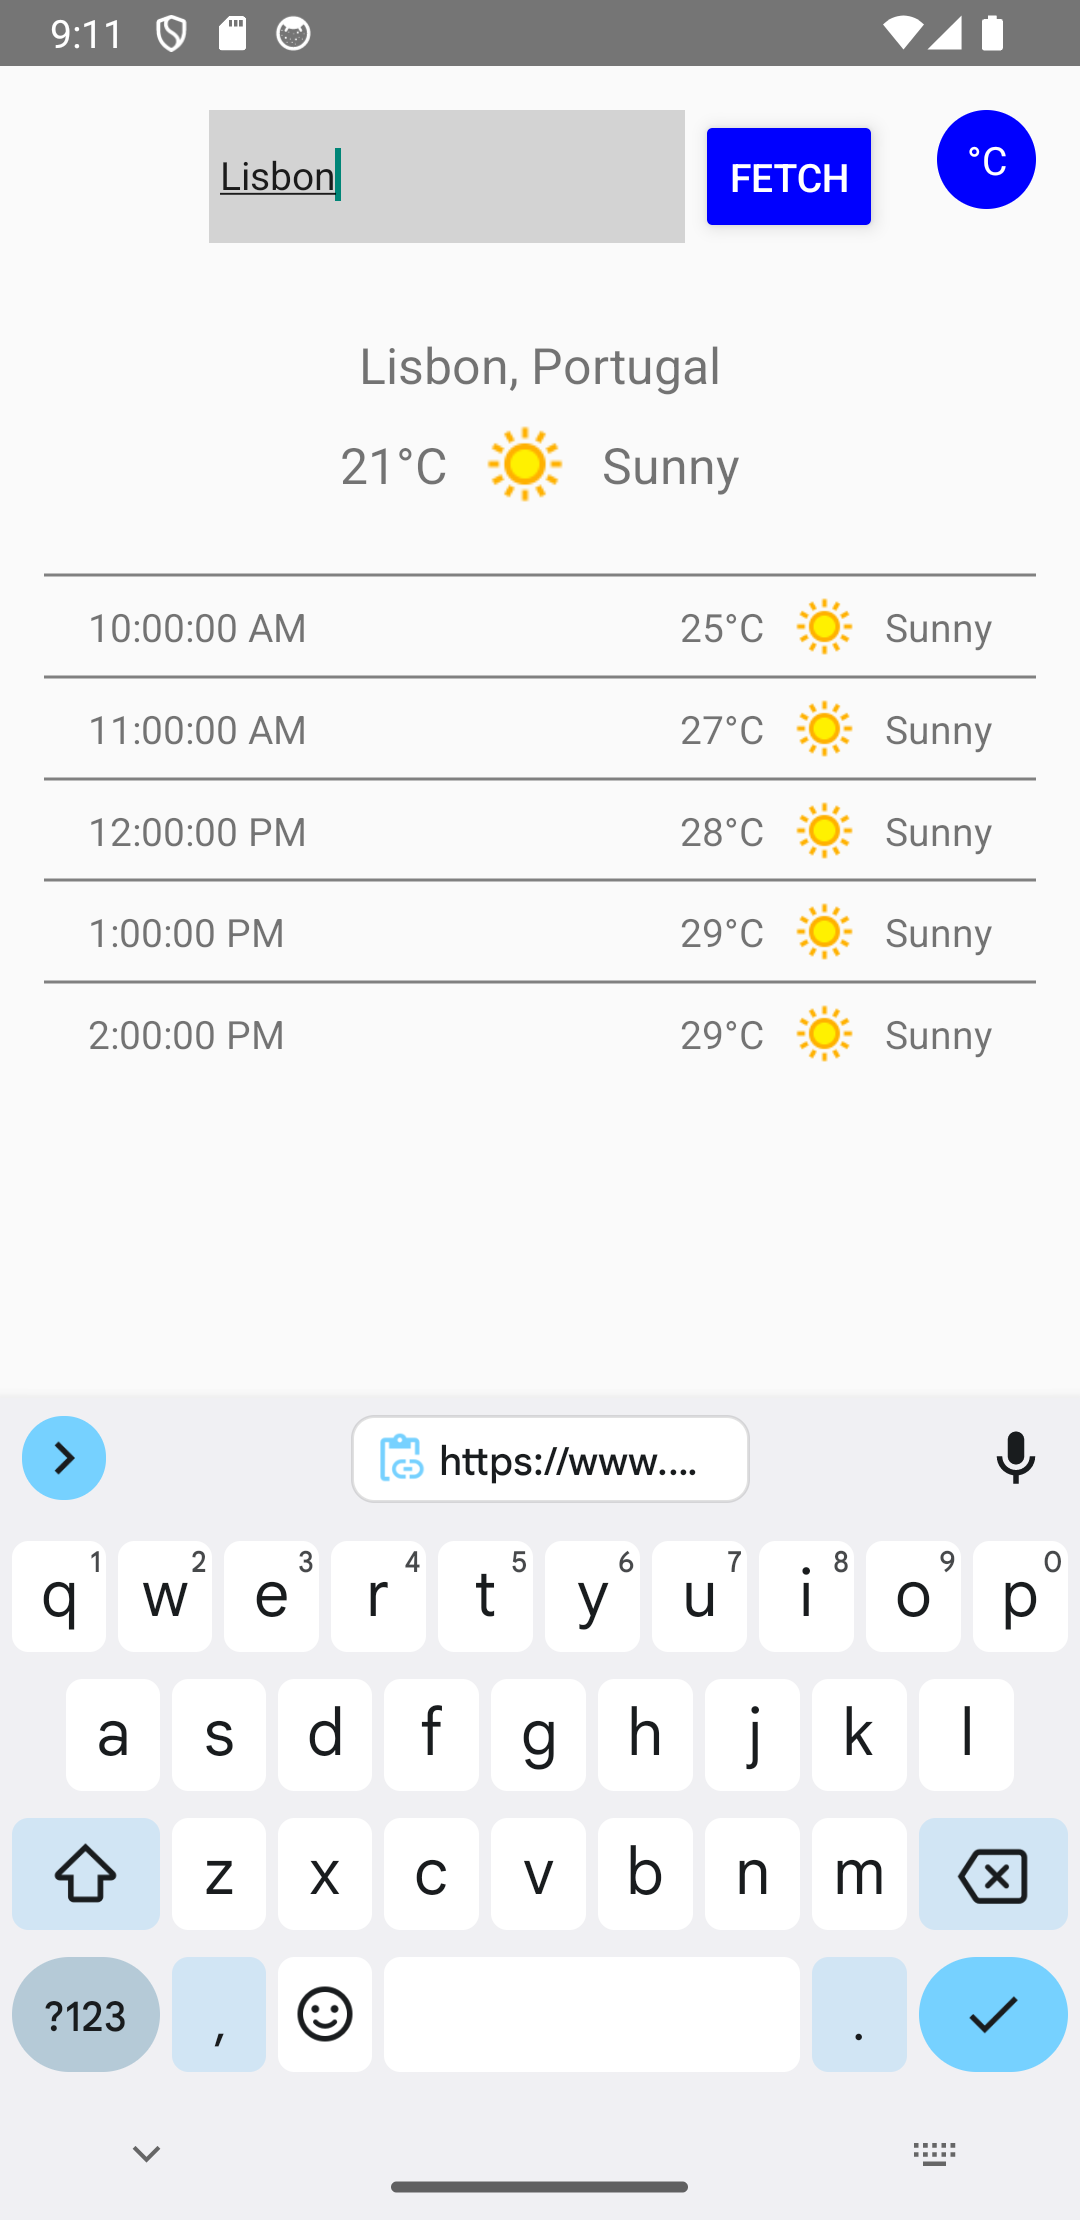 9:11
Lisbon FETCH °C
Lisbon, Portugal
21°C Sunny
10:00:00 AM 25°C Sunny
11:00:00 AM 27°C Sunny
12:00:00 PM 28°C Sunny
1:00:00 PM 29°C Sunny
2:00:00 PM 29°C Sunny
https://www....
q 1 w 2 e 3 r 4 t 5 y 6 u 7 i 8 o 9 p 0
a s d f g h j k l
z x c v b n m
?123 , .